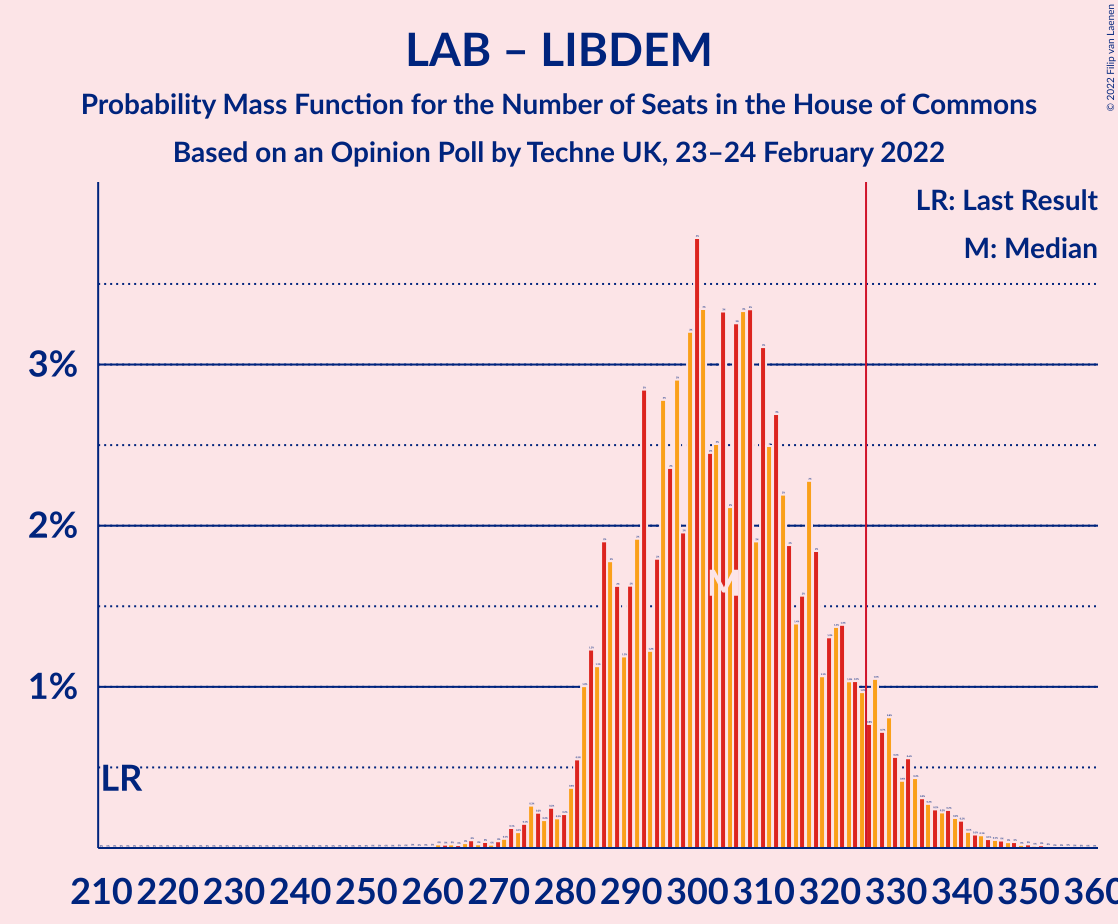 LAB – LIBDEM
Probability Mass Function for the Number of Seats in the House of Commons
Based on an Opinion Poll by Techne UK, 23–24 February 2022
© 2022 Filip van Laenen
LR: Last Result
M: Median
3%
2%
1%
M
LR
210 220 230 240 250 260 270 280 290 300 310 320 330 340 350 360